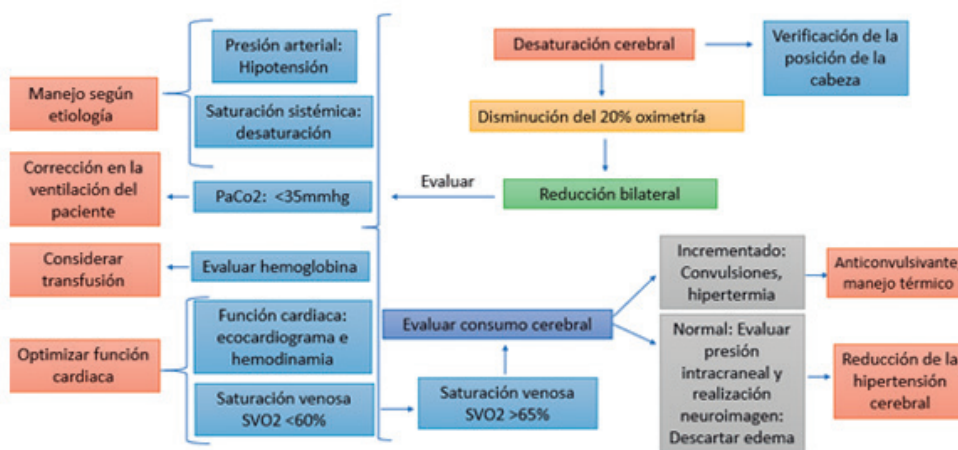 Desaturación cerebral
Verificación de la
posición de la
cabeza
Disminución del 20% oximetría
Reducción bilateral
Evaluar
Presión arterial:
Hipotensión
Manejo según
etiología
Saturación sistémica:
desaturación
Corrección en la
ventilación del
paciente
PaCo2: <35mmhg
Considerar
transfusión
Evaluar hemoglobina
Optimizar función
cardiaca
Función cardiaca:
ecocardiograma e
hemodinamia
Saturación venosa
SVO2 <60%
Saturación venosa
SVO2 >65%
Evaluar consumo cerebral
Incrementado:
Convulsiones,
hipertermia
Anticonvulsivante,
manejo térmico
Normal: Evaluar
presión
intracraneal y
realización
neuroimagen:
Descartar edema
Reducción de la
hipertensión
cerebral